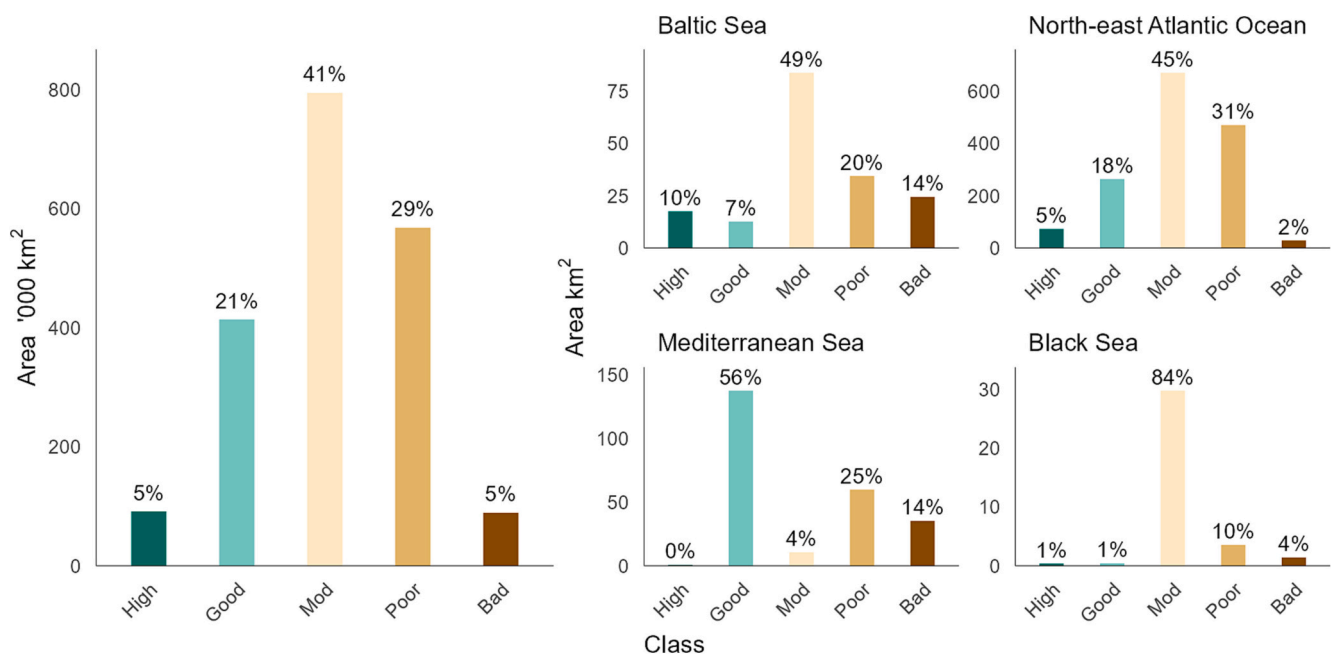 Area '000 km²
800
600
400
200
0
5%
21%
41%
29%
5%
High
Good
Mod
Poor
Bad
Area km²
Baltic Sea
75
50
25
0
10%
7%
49%
20%
14%
High
Good
Mod
Poor
Bad
North-east Atlantic Ocean
600
400
200
0
5%
18%
45%
31%
2%
High
Good
Mod
Poor
Bad
Mediterranean Sea
150
100
50
0
0%
56%
4%
25%
14%
High
Good
Mod
Poor
Bad
Black Sea
30
20
10
0
1%
1%
84%
10%
4%
High
Good
Mod
Poor
Bad
Class